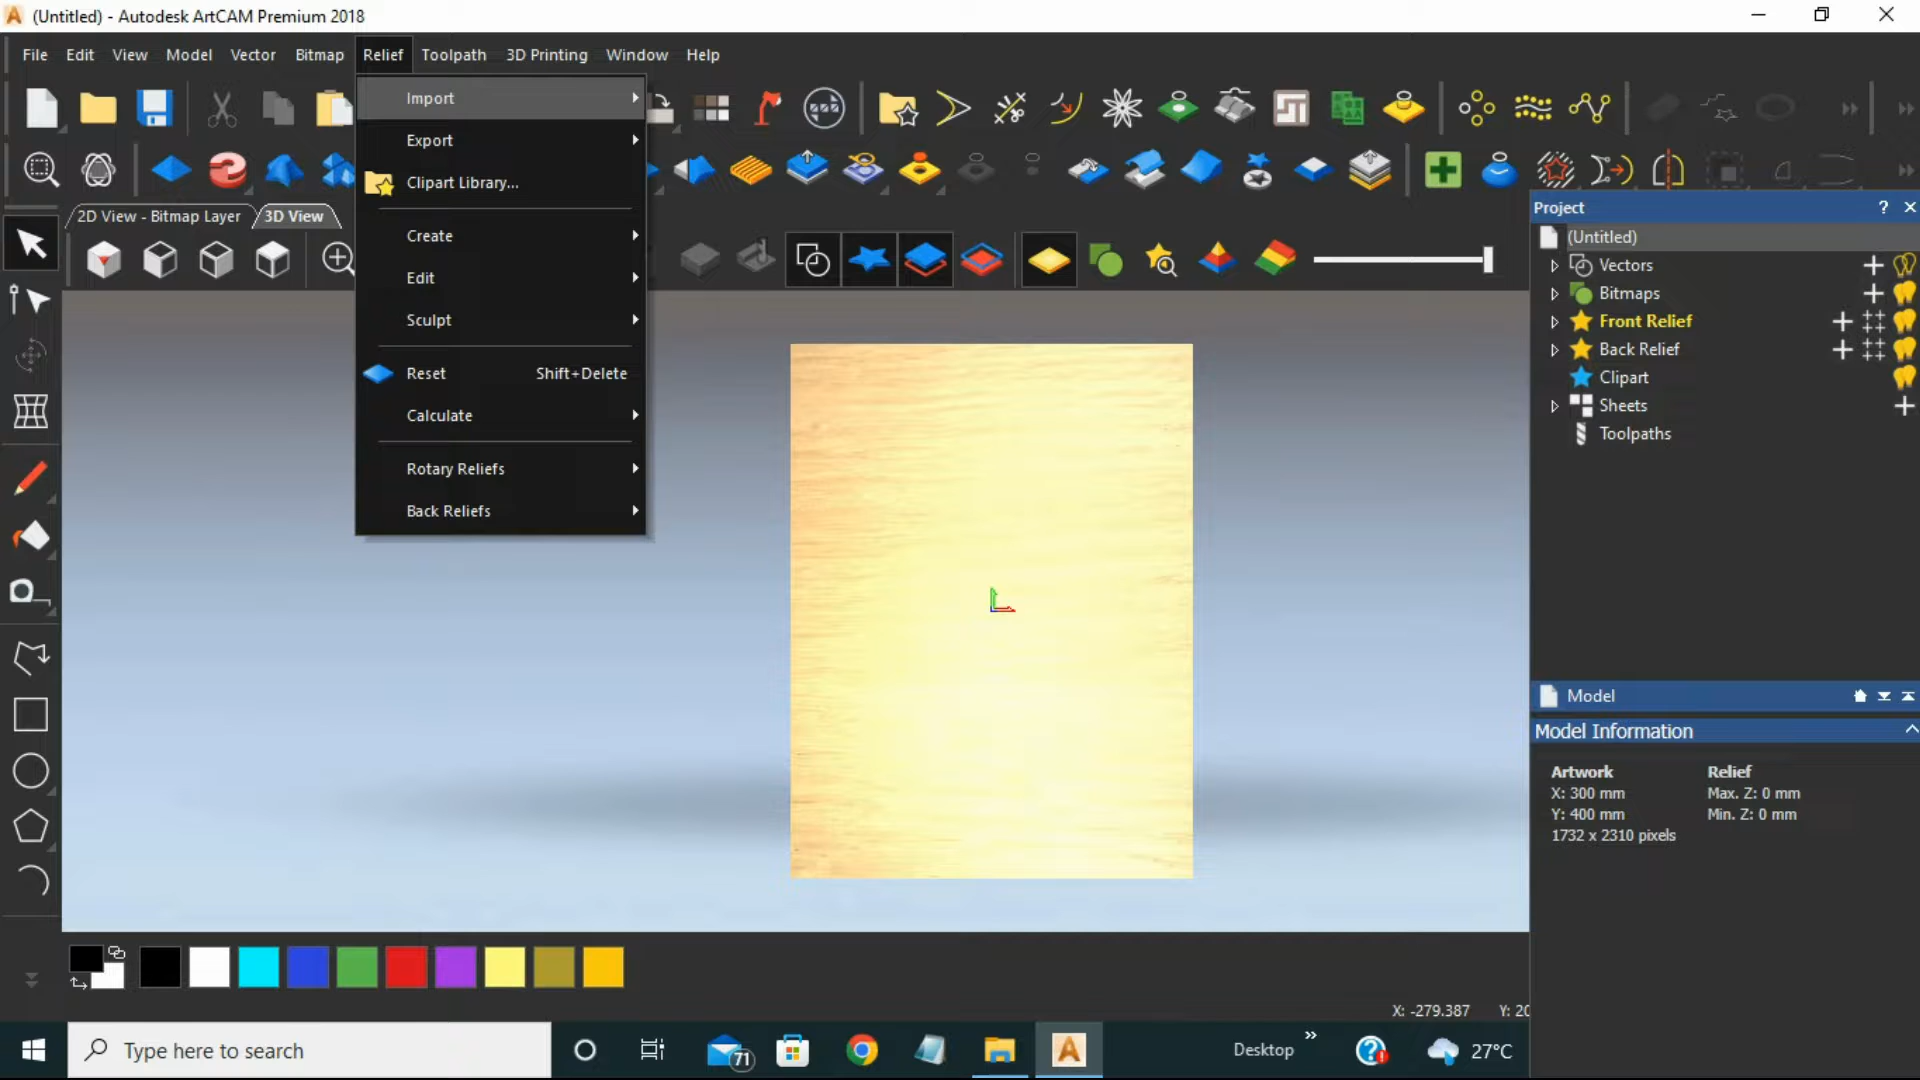 (Untitled) - Autodesk ArtCAM Premium 2018
File Edit View Model Vector Bitmap Relief Toolpath 3D Printing Window Help
Import
Export
Clipart Library...
Create
Edit
Sculpt
Reset Shift+Delete
Calculate
Rotary Reliefs
Back Reliefs
2D View - Bitmap Layer 3D View
Project ?
(Untitled)
Vectors
Bitmaps
Front Relief
Back Relief
Clipart
Sheets
Toolpaths
Model
Model Information
Artwork Relief
X: 300 mm Max. Z: 0 mm
Y: 400 mm Min. Z: 0 mm
1732 x 2310 pixels
X: -279.387 Y: 20
Type here to search
71
Desktop
27°C